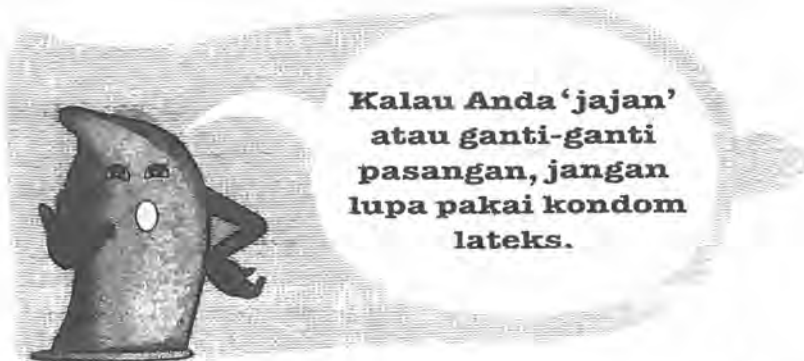 Kalau Anda ‘jajan’
atau ganti-ganti
pasangan, jangan
lupa pakai kondom
lateks.